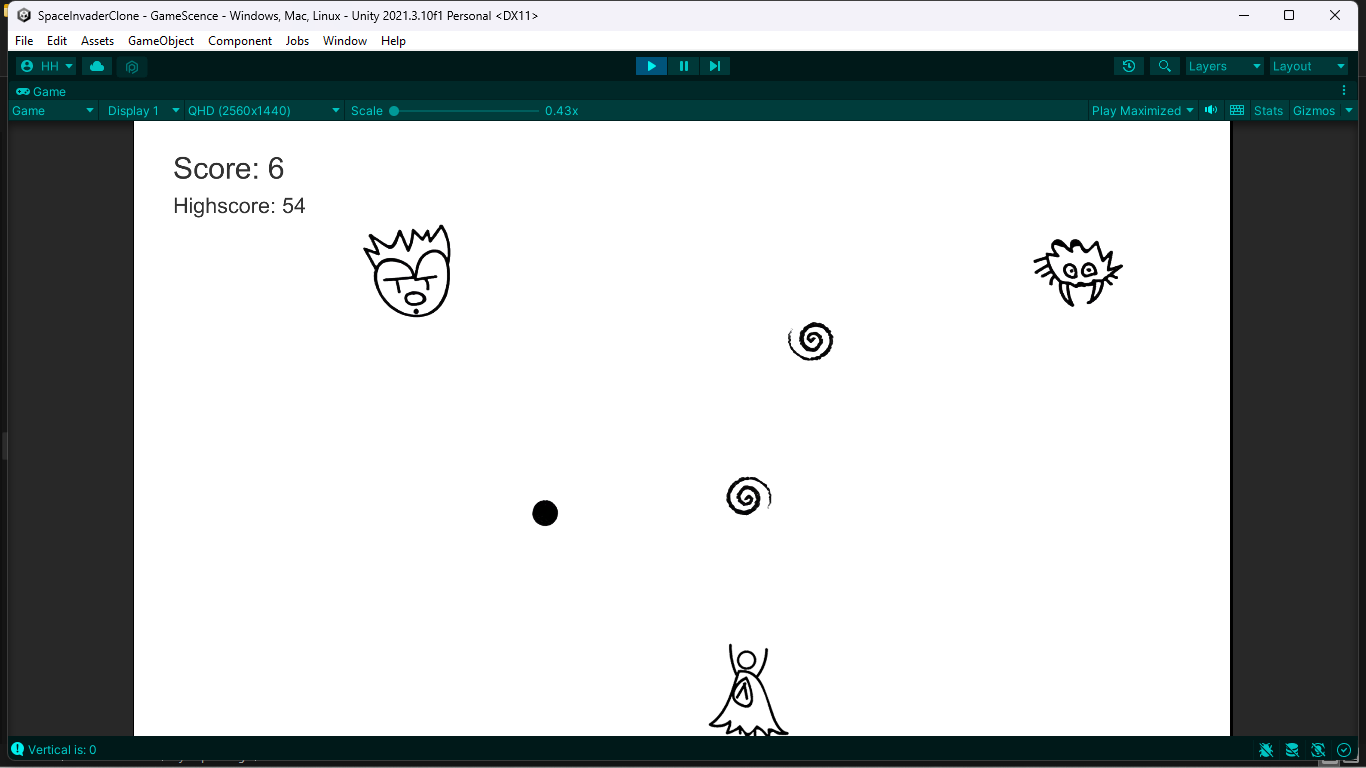 SpaceInvaderClone - GameScence - Windows, Mac, Linux - Unity 2021.3.10f1 Personal <DX11>
File Edit Assets GameObject Component Jobs Window Help
HH Layers Layout
Game
Game Display 1 QHD (2560x1440) Scale 0.43x Play Maximized Stats Gizmos
Score: 6
Highscore: 54
Vertical is: 0